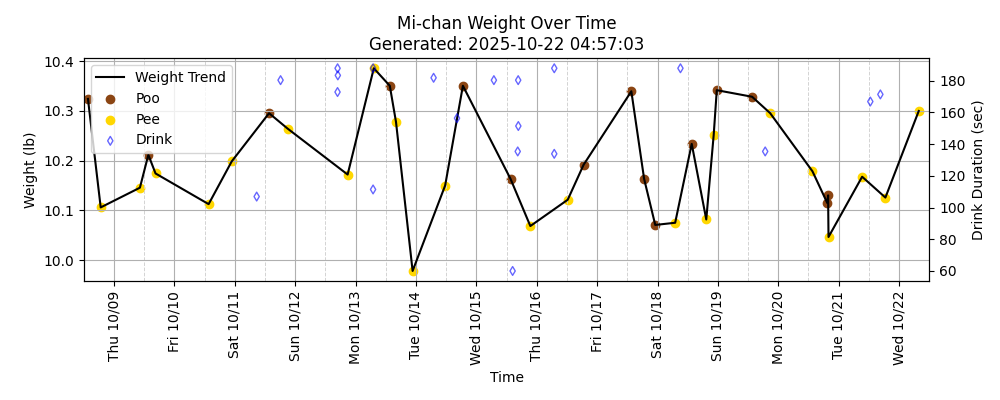 Mi-chan Weight Over Time
Generated: 2025-10-22 04:57:03
Weight (lb)
10.4
10.3
10.2
10.1
10.0
Weight Trend
Poo
Pee
Drink
180
160
140
120
100
80
60
Drink Duration (sec)
Thu 10/09
Fri 10/10
Sat 10/11
Sun 10/12
Mon 10/13
Tue 10/14
Wed 10/15
Thu 10/16
Fri 10/17
Sat 10/18
Sun 10/19
Mon 10/20
Tue 10/21
Wed 10/22
Time